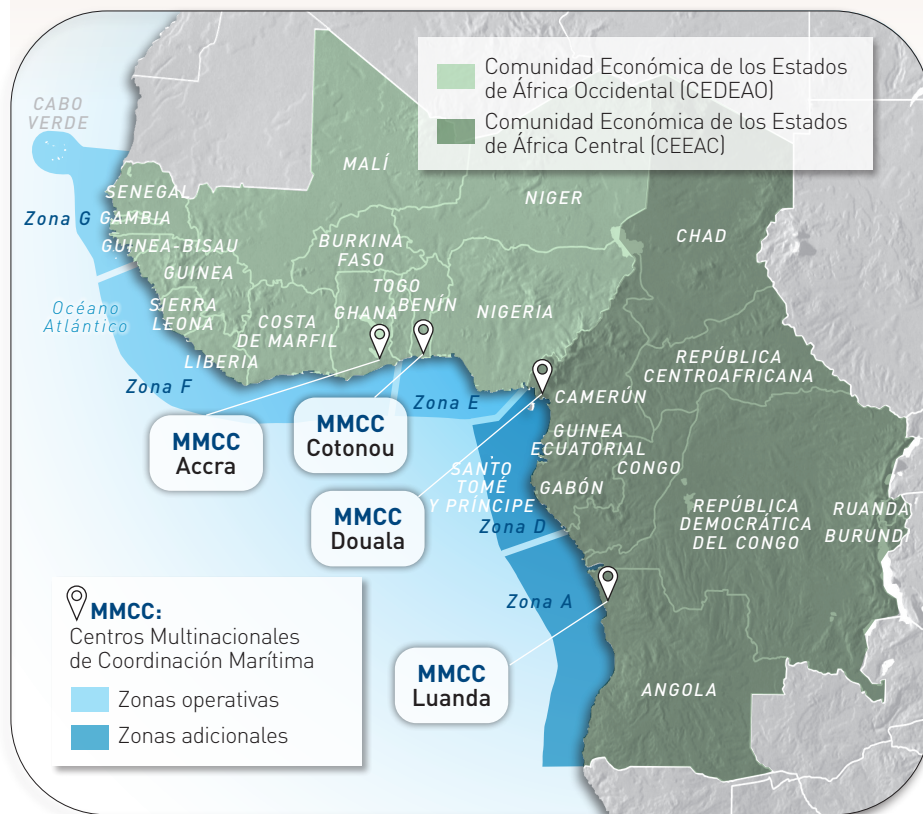 Comunidad Económica de los Estados
de África Occidental (CEDEAO)
Comunidad Económica de los Estados
de África Central (CEEAC)
CABO
VERDE
MALÍ
NIGER
SENEGAL
Zona G
GAMBIA
CHAD
GUINEA-BISAU
BURKINA
FASO
GUINEA
TOGO
Océano
Atlántico
SIERRA
LEONA
GHANA
BENÍN
NIGERIA
COSTA
DE MARFIL
LIBERIA
REPÚBLICA
CENTROAFRICANA
Zona F
Zona E
CAMERÚN
MMCC
Accra
MMCC
Cotonou
GUINEA
ECUATORIAL
SANTO
TOMÉ
Y PRÍNCIPE
CONGO
GABÓN
REPÚBLICA
DEMOCRÁTICA
DEL CONGO
RUANDA
BURUNDI
MMCC
Douala
Zona D
Zona A
MMCC:
Centros Multinacionales
de Coordinación Marítima
Zonas operativas
Zonas adicionales
MMCC
Luanda
ANGOLA